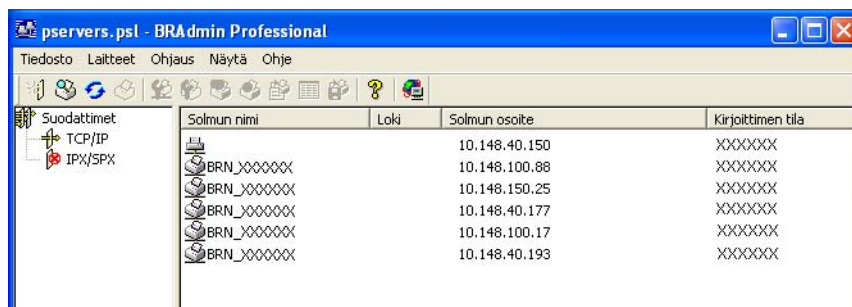 pservers.psl - BRAdmin Professional
Tiedosto Laitteet Ohjaus Näytä Ohje
Suodattimet
TCP/IP
IPX/SPX
Solmun nimi Loki Solmun osoite Kirjoittimen tila
10.148.40.150 XXXXXX
BRN_XXXXXX 10.148.100.88 XXXXXX
BRN_XXXXXX 10.148.150.25 XXXXXX
BRN_XXXXXX 10.148.40.177 XXXXXX
BRN_XXXXXX 10.148.100.17 XXXXXX
BRN_XXXXXX 10.148.40.193 XXXXXX